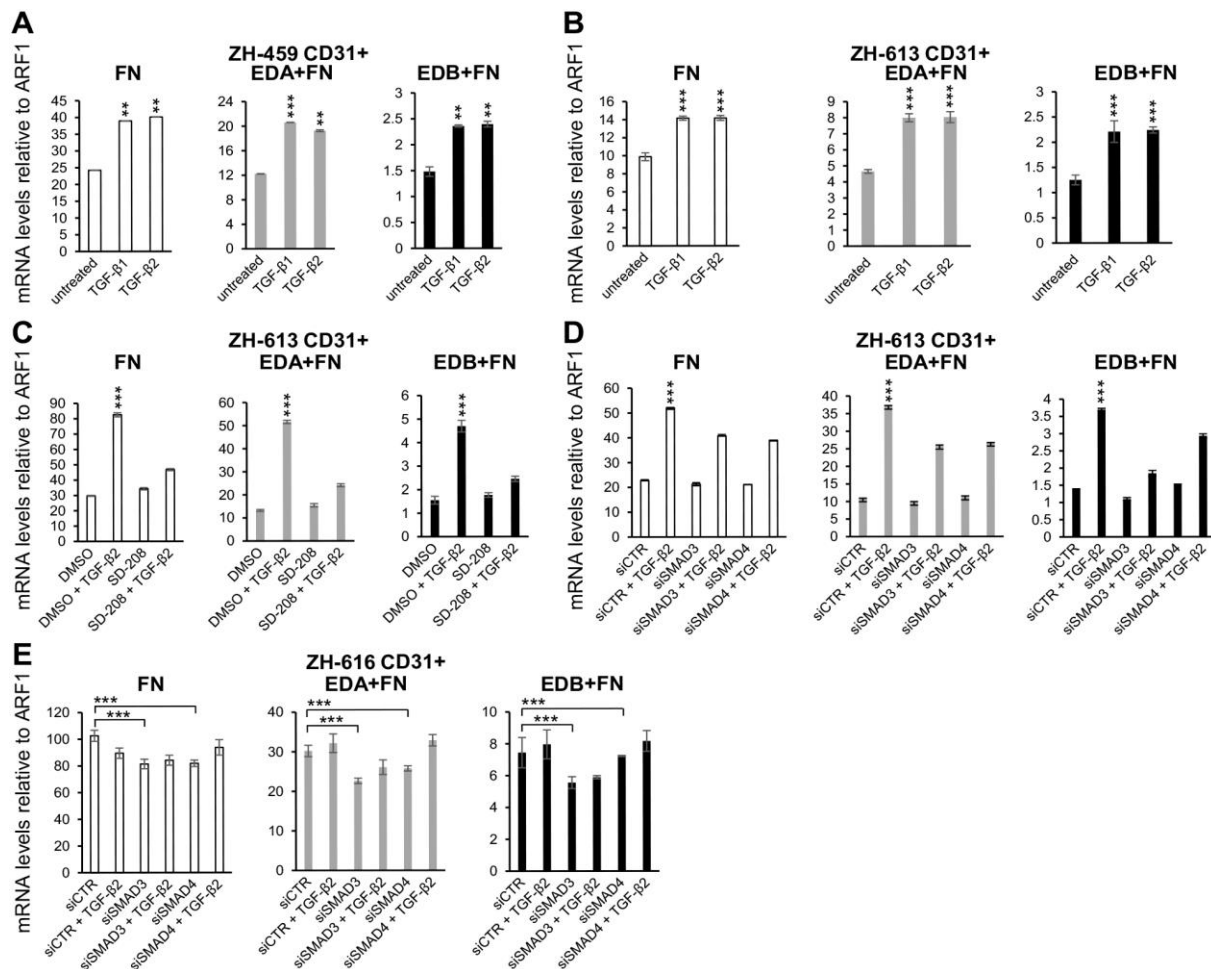 A
ZH-459 CD31+
FN
EDA+FN
EDB+FN
mRNA levels relative to ARF1
45
40
35
30
25
20
15
10
5
0
**
**
untreated
TGF-β1
TGF-β2
24
20
16
12
8
4
0
***
**
untreated
TGF-β1
TGF-β2
3
2.5
2
1.5
1
0.5
0
**
**
untreated
TGF-β1
TGF-β2
B
ZH-613 CD31+
FN
EDA+FN
EDB+FN
mRNA levels relative to ARF1
16
14
12
10
8
6
4
2
0
***
***
untreated
TGF-β1
TGF-β2
10
8
6
4
2
0
***
***
untreated
TGF-β1
TGF-β2
3
2.5
2
1.5
1
0.5
0
***
***
untreated
TGF-β1
TGF-β2
C
ZH-613 CD31+
FN
EDA+FN
EDB+FN
mRNA levels relative to ARF1
90
80
70
60
50
40
30
20
10
0
***
DMSO
DMSO + TGF-β2
SD-208
SD-208 + TGF-β2
60
50
40
30
20
10
0
***
DMSO
DMSO + TGF-β2
SD-208
SD-208 + TGF-β2
6
5
4
3
2
1
0
***
DMSO
DMSO + TGF-β2
SD-208
SD-208 + TGF-β2
D
ZH-613 CD31+
FN
EDA+FN
EDB+FN
mRNA levels realtive to ARF1
60
50
40
30
20
10
0
***
siCTR
siCTR + TGF-β2
siSMAD3
siSMAD3 + TGF-β2
siSMAD4
siSMAD4 + TGF-β2
40
35
30
25
20
15
10
5
0
***
siCTR
siCTR + TGF-β2
siSMAD3
siSMAD3 + TGF-β2
siSMAD4
siSMAD4 + TGF-β2
4
3.5
3
2.5
2
1.5
1
0.5
0
***
siCTR
siCTR + TGF-β2
siSMAD3
siSMAD3 + TGF-β2
siSMAD4
siSMAD4 + TGF-β2
E
ZH-616 CD31+
FN
EDA+FN
EDB+FN
mRNA levels relative to ARF1
120
100
80
60
40
20
0
***
***
siCTR
siCTR + TGF-β2
siSMAD3
siSMAD3 + TGF-β2
siSMAD4
siSMAD4 + TGF-β2
40
30
20
10
0
***
***
siCTR
siCTR + TGF-β2
siSMAD3
siSMAD3 + TGF-β2
siSMAD4
siSMAD4 + TGF-β2
10
8
6
4
2
0
***
***
siCTR
siCTR + TGF-β2
siSMAD3
siSMAD3 + TGF-β2
siSMAD4
siSMAD4 + TGF-β2